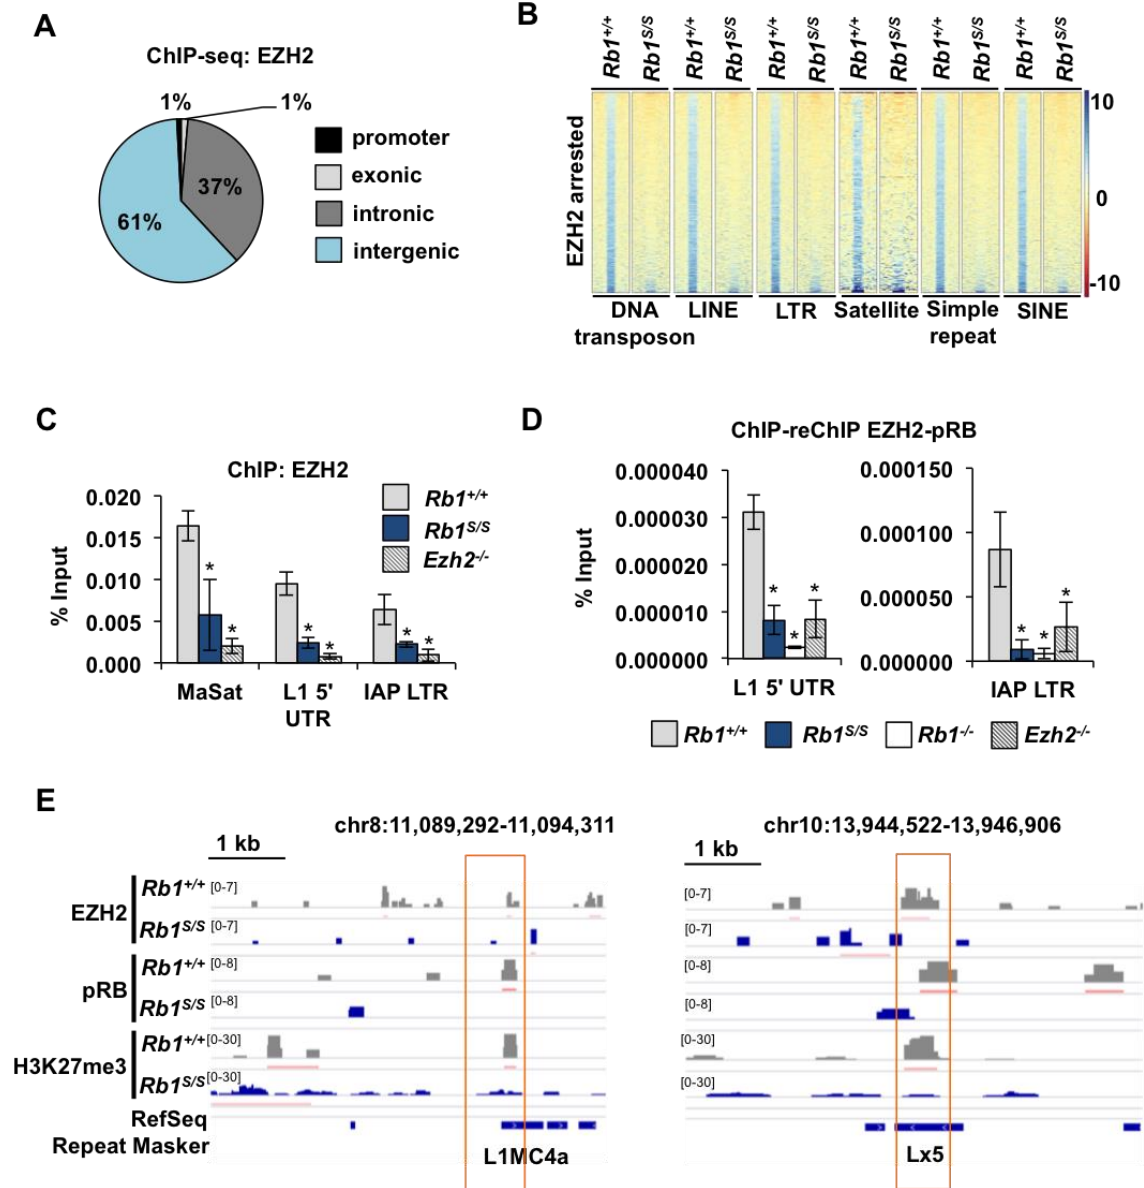 A
ChIP-seq: EZH2
1%
1%
37%
61%
promoter
exonic
intronic
intergenic
B
Rb1+/+
Rb1S/S
Rb1+/+
Rb1S/S
Rb1+/+
Rb1S/S
Rb1+/+
Rb1S/S
Rb1+/+
Rb1S/S
Rb1+/+
Rb1S/S
EZH2 arrested
10
0
-10
DNA
transposon
LINE
LTR
Satellite
Simple
repeat
SINE
C
ChIP: EZH2
% Input
0.020
0.015
0.010
0.005
0.000
*
*
*
*
*
*
Rb1+/+
Rb1S/S
Ezh2-/-
MaSat
L1 5'
UTR
IAP LTR
D
ChIP-reChIP EZH2-pRB
% Input
0.000040
0.000030
0.000020
0.000010
0.000000
*
*
*
L1 5' UTR
0.000150
0.000100
0.000050
0.000000
*
*
*
IAP LTR
Rb1+/+
Rb1S/S
Rb1-/-
Ezh2-/-
E
chr8:11,089,292-11,094,311
1 kb
EZH2
Rb1+/+ [0-7]
Rb1S/S [0-7]
pRB
Rb1+/+ [0-8]
Rb1S/S [0-8]
H3K27me3
Rb1+/+ [0-30]
Rb1S/S [0-30]
RefSeq
Repeat Masker
L1MC4a
chr10:13,944,522-13,946,906
1 kb
[0-7]
[0-7]
[0-8]
[0-8]
[0-30]
[0-30]
Lx5